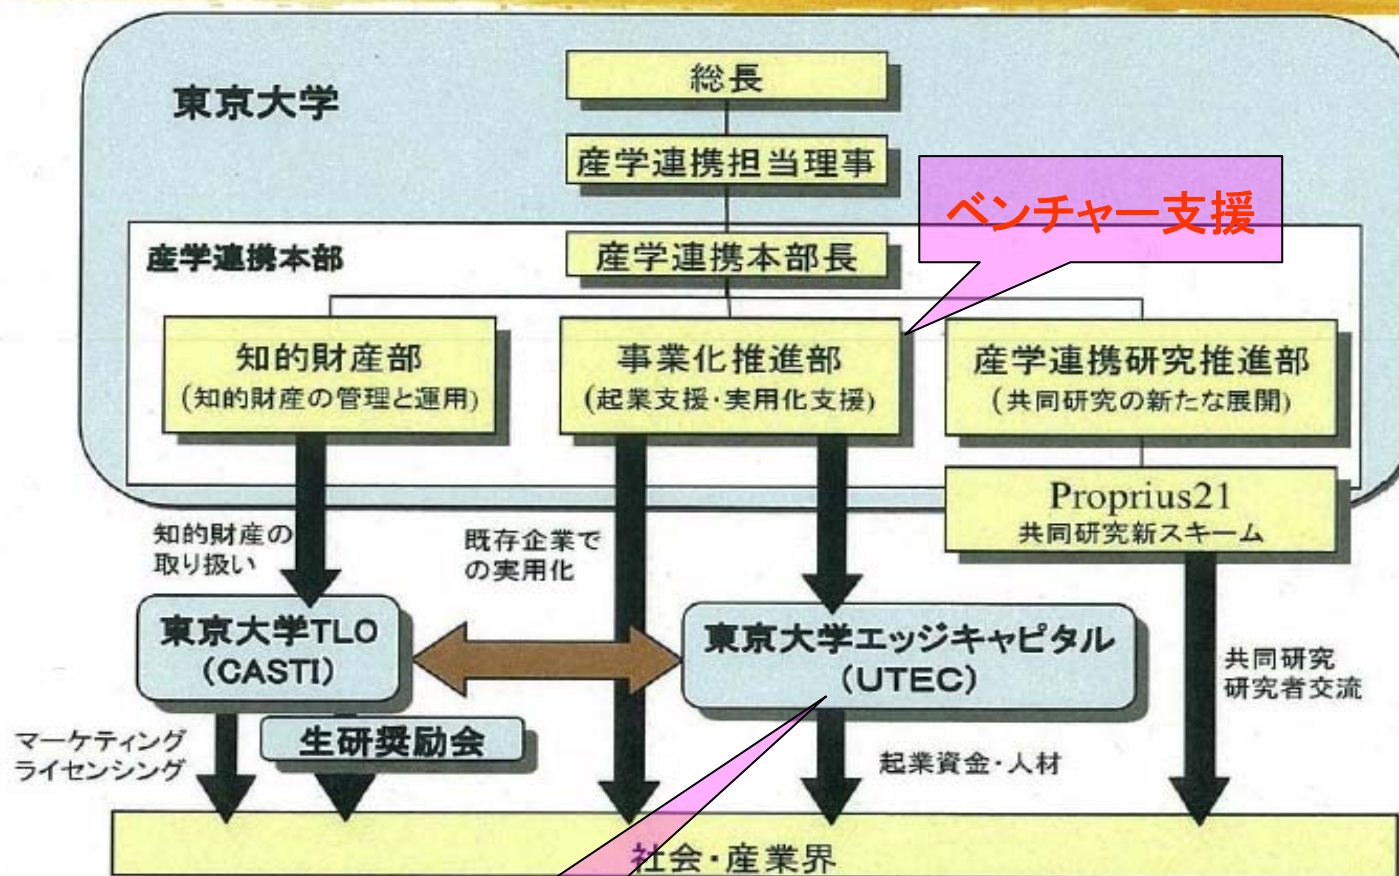 東京大学
総長
産学連携担当理事
ベンチャー支援
産学連携本部
産学連携本部長
知的財産部
(知的財産の管理と運用)
事業化推進部
(起業支援・実用化支援)
産学連携研究推進部
(共同研究の新たな展開)
Proprius21
共同研究新スキーム
知的財産の
取り扱い
既存企業で
の実用化
東京大学TLO
(CASTI)
東京大学エッジキャピタル
(UTEC)
共同研究
研究者交流
マーケティング
ライセンシング
生研奨励会
起業資金・人材
社会・産業界